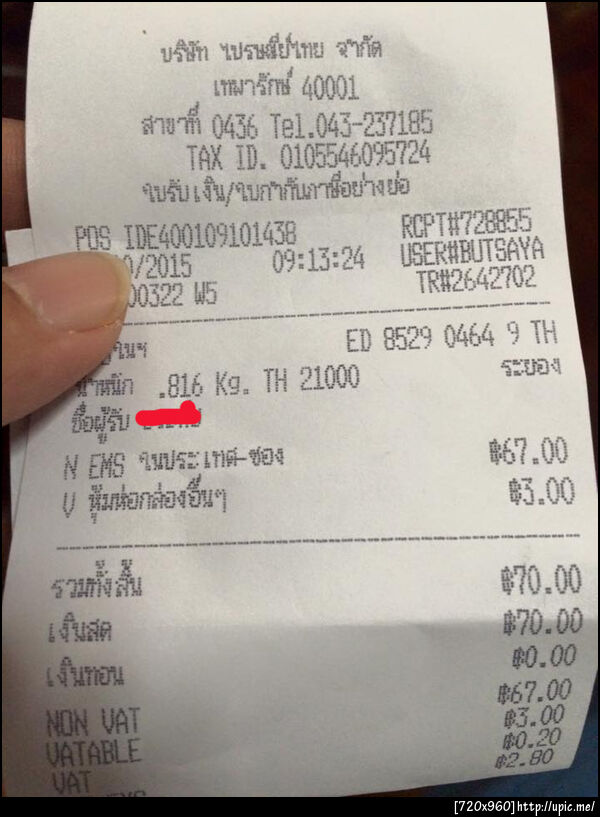 บริษัท ไปรษณีย์ไทย จำกัด
เทพารักษ์ 40001
สาขาที่ 0436 Tel.043-237185
TAX ID. 0105546095724
ใบรับเงิน/ใบกำกับภาษีอย่างย่อ
POS IDE400109101438 RCPT#728855
0/2015 09:13:24 USER#BUTSAYA
00322 W5 TR#2642702
ในฯ ED 8529 0464 9 TH
น้ำหนัก .816 Kg. TH 21000 ระยอง
ชื่อผู้รับ
N EMS ในประเทศ-ซอง ฿67.00
V หุ้มห่อกล่องอื่นๆ ฿3.00
รวมทั้งสิ้น ฿70.00
เงินสด ฿70.00
เงินทอน ฿0.00
NON VAT ฿67.00
VATABLE ฿3.00
VAT ฿0.20
฿2.80
[720x960]http://upic.me/